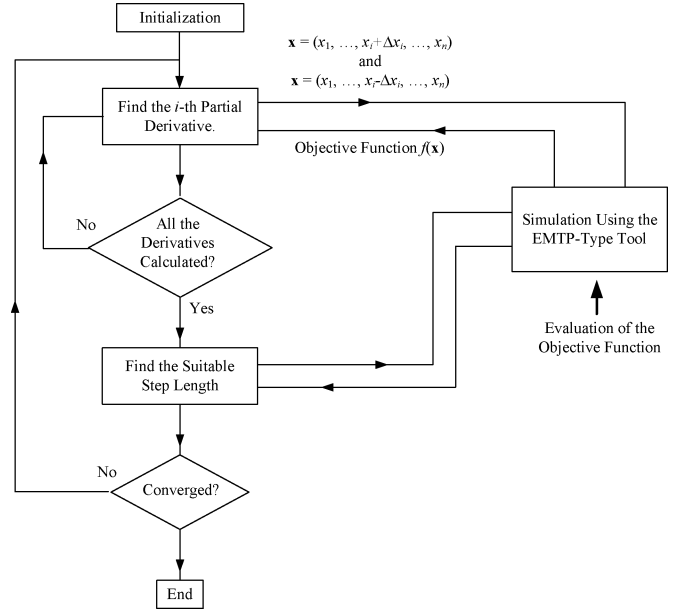 Initialization
x = (x1, …, xi+Δxi, …, xn)
and
x = (x1, …, xi-Δxi, …, xn)
Find the i-th Partial
Derivative.
Objective Function f(x)
No
All the
Derivatives
Calculated?
Simulation Using the
EMTP-Type Tool
Yes
Evaluation of the
Objective Function
Find the Suitable
Step Length
No
Converged?
End